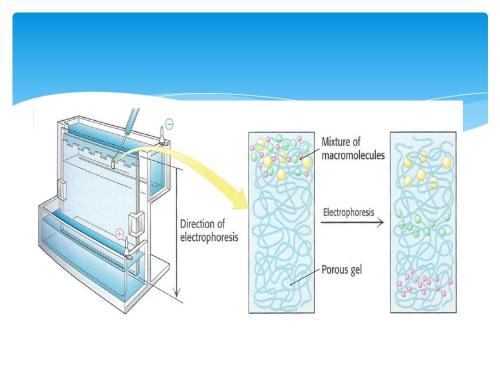 −
+
Direction of
electrophoresis
Mixture of
macromolecules
Electrophoresis
Porous gel